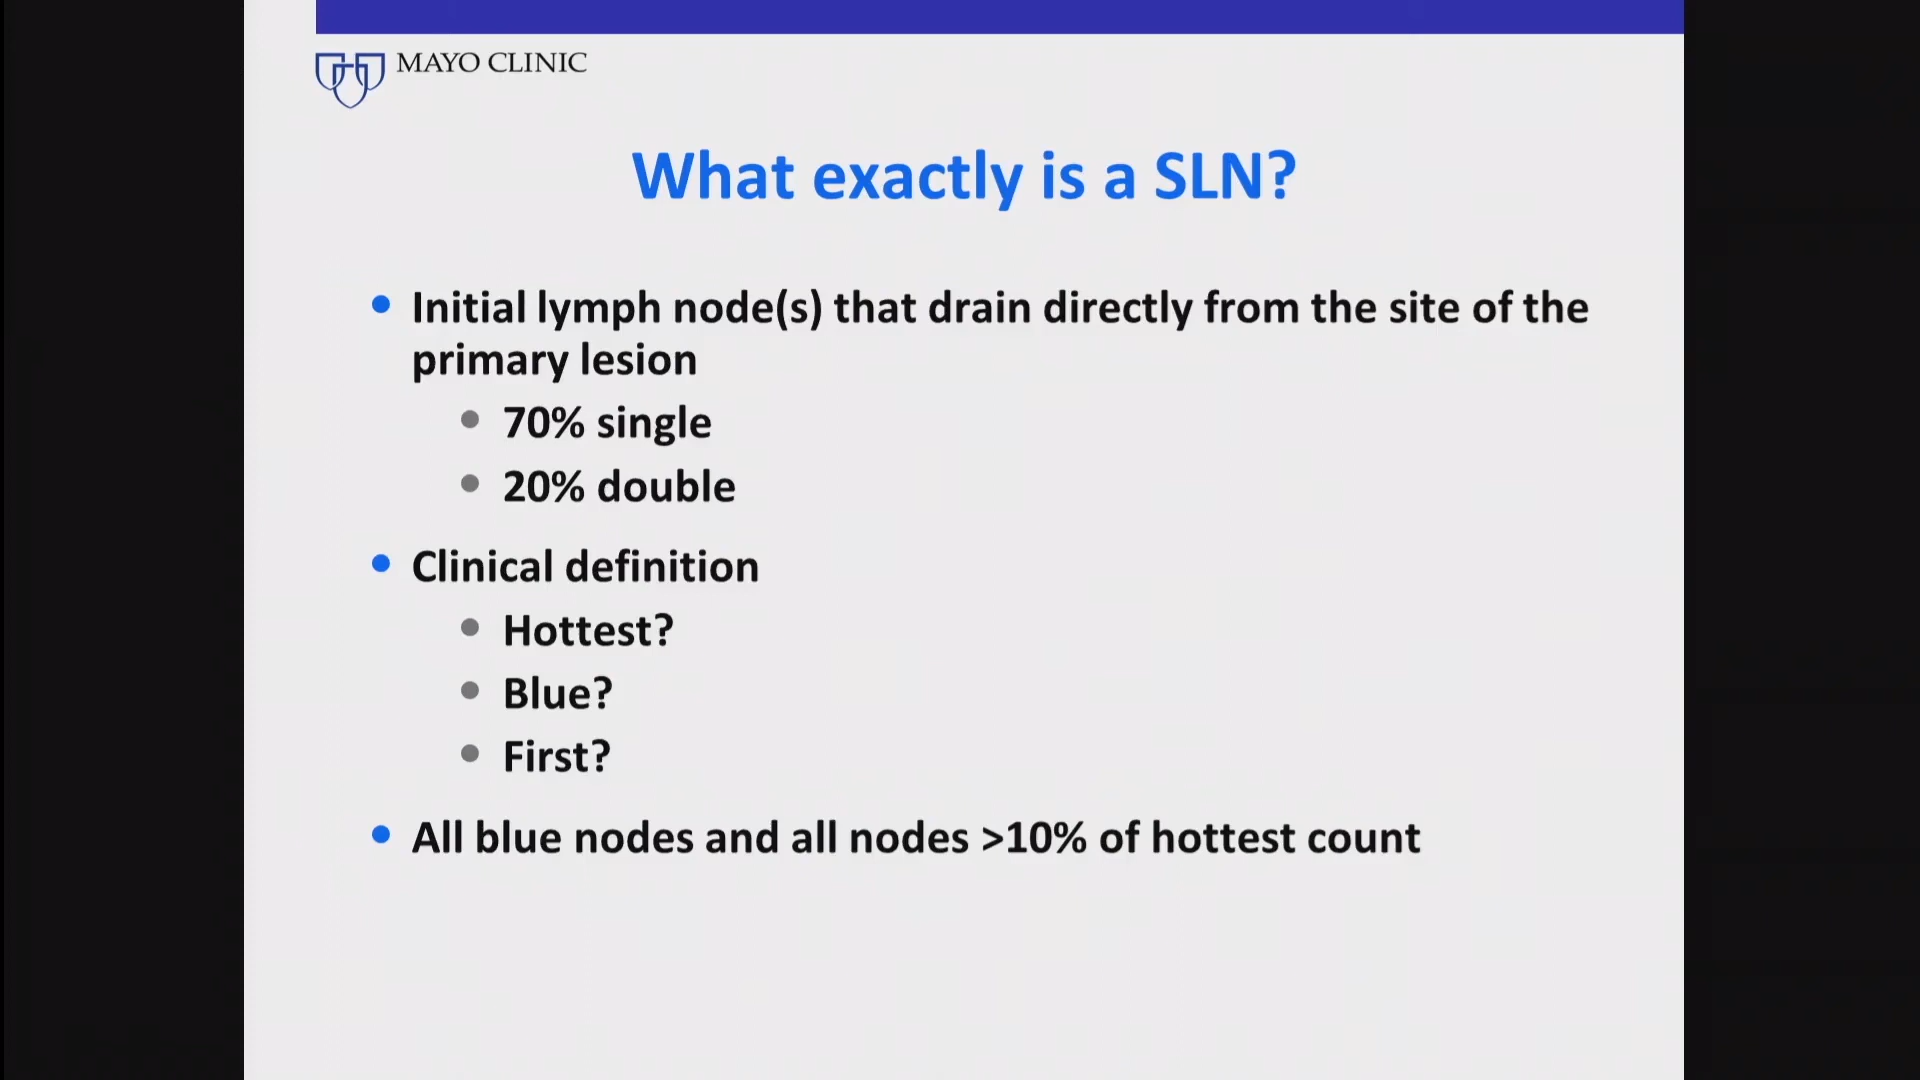 MAYO CLINIC
What exactly is a SLN?
Initial lymph node(s) that drain directly from the site of the
primary lesion
70% single
20% double
Clinical definition
Hottest?
Blue?
First?
All blue nodes and all nodes >10% of hottest count